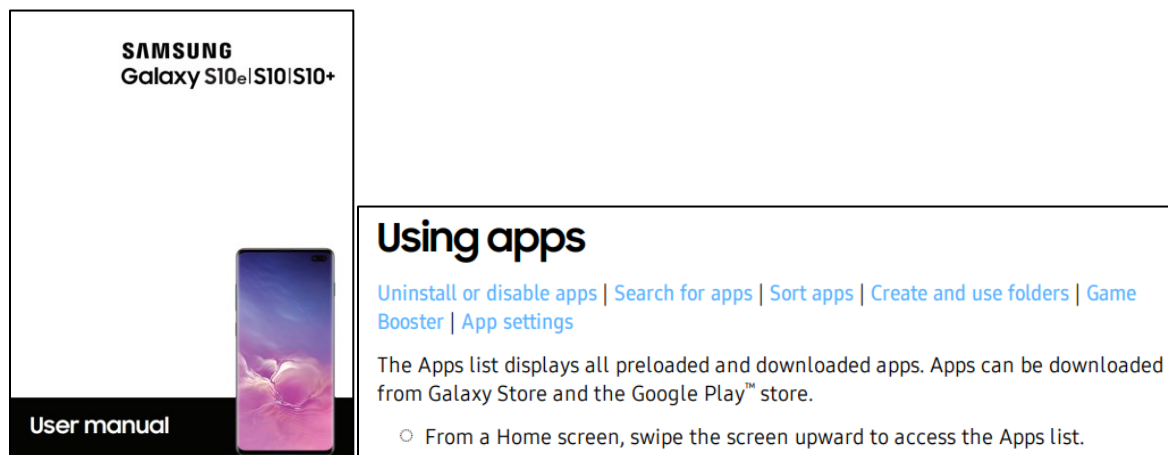 SAMSUNG
Galaxy S10e|S10|S10+
User manual
Using apps
Uninstall or disable apps | Search for apps | Sort apps | Create and use folders | Game
Booster | App settings
The Apps list displays all preloaded and downloaded apps. Apps can be downloaded
from Galaxy Store and the Google Play™ store.
○ From a Home screen, swipe the screen upward to access the Apps list.